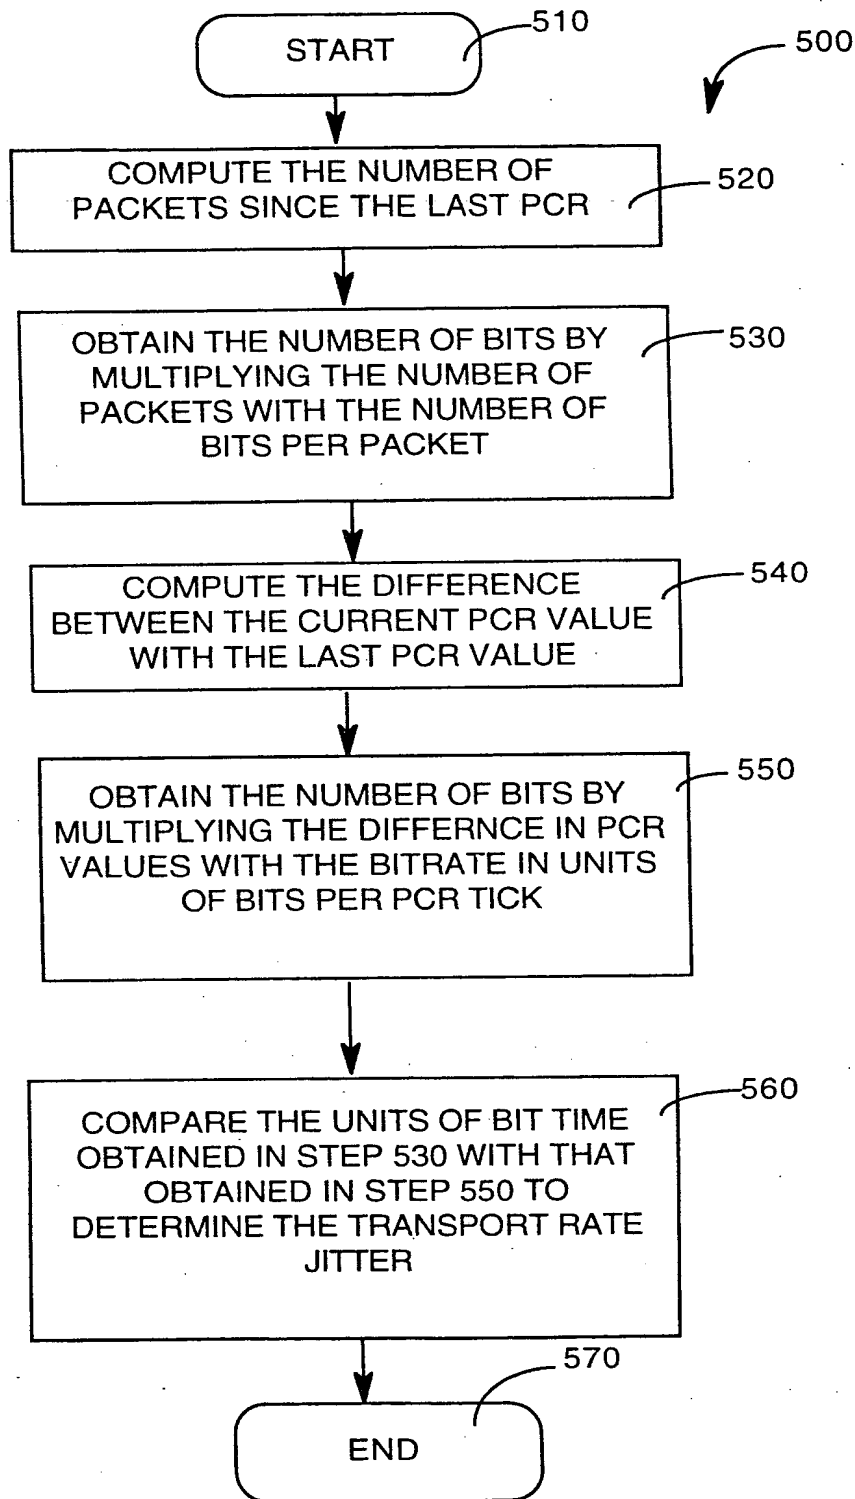 START
510
500
COMPUTE THE NUMBER OF
PACKETS SINCE THE LAST PCR
520
OBTAIN THE NUMBER OF BITS BY
MULTIPLYING THE NUMBER OF
PACKETS WITH THE NUMBER OF
BITS PER PACKET
530
COMPUTE THE DIFFERENCE
BETWEEN THE CURRENT PCR VALUE
WITH THE LAST PCR VALUE
540
OBTAIN THE NUMBER OF BITS BY
MULTIPLYING THE DIFFERNCE IN PCR
VALUES WITH THE BITRATE IN UNITS
OF BITS PER PCR TICK
550
COMPARE THE UNITS OF BIT TIME
OBTAINED IN STEP 530 WITH THAT
OBTAINED IN STEP 550 TO
DETERMINE THE TRANSPORT RATE
JITTER
560
END
570